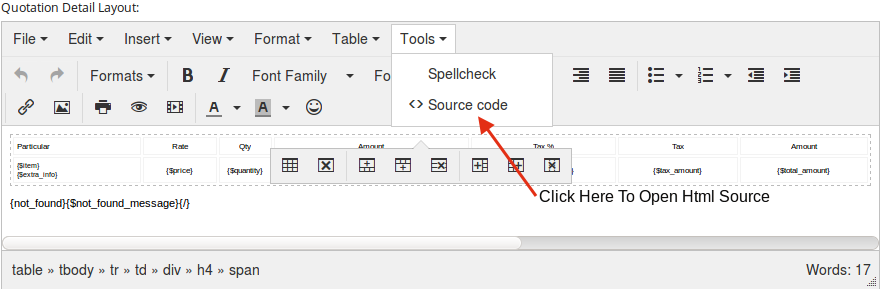 Quotation Detail Layout:
File Edit Insert View Format Table Tools
Formats B I Font Family Fo
Spellcheck
<> Source code
A A
Particular Rate Qty Amount Tax % Tax Amount
{$item}
{$extra_info} {$price} {$quantity} } {$tax_amount} {$total_amount}
Click Here To Open Html Source
{not_found}{$not_found_message}{/}
table » tbody » tr » td » div » h4 » span Words: 17